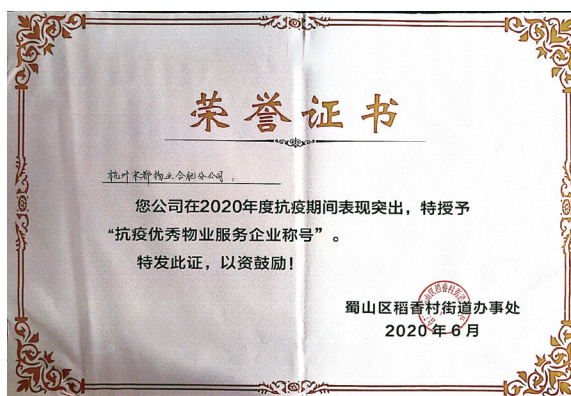 荣誉证书
杭州宋都物业合肥分公司：
您公司在2020年度抗疫期间表现突出，特授予
“抗疫优秀物业服务企业称号”。
特发此证，以资鼓励！
蜀山区稻香村街道办事处
2020年6月